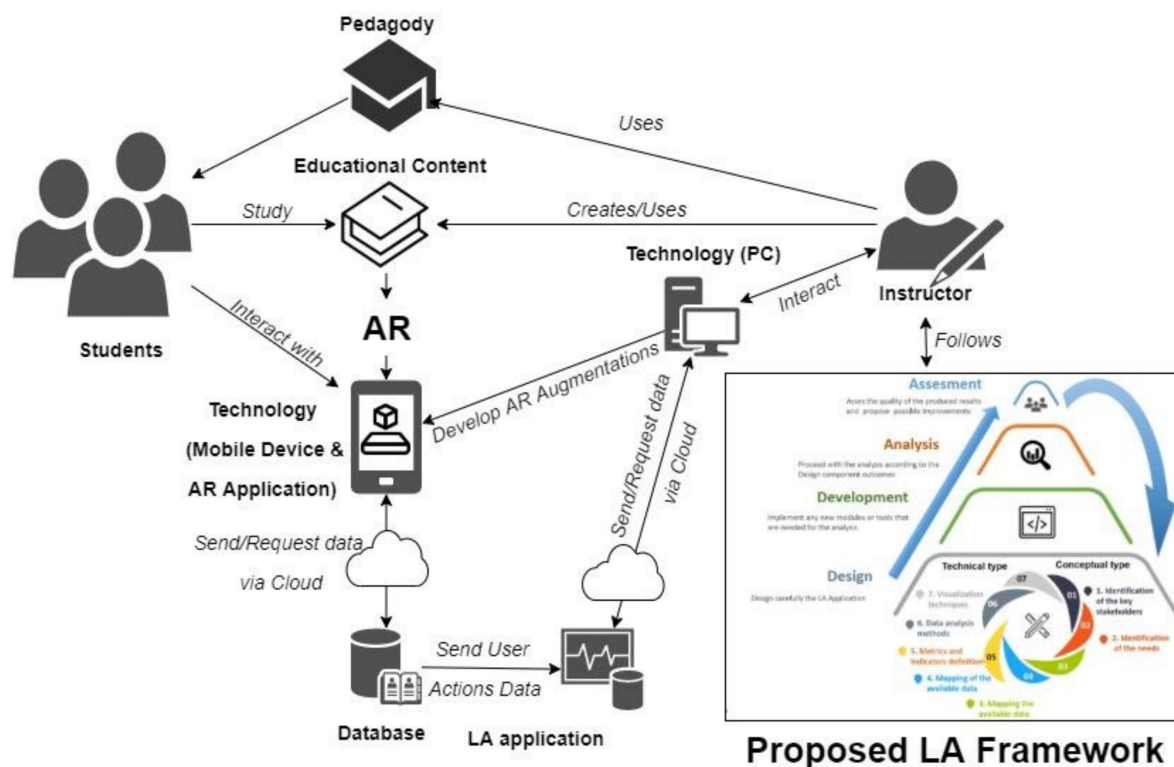 Pedagody
Uses
Educational Content
Study
Creates/Uses
Technology (PC)
Interact
Instructor
Students
Interact with
AR
Follows
Technology
(Mobile Device &
AR Application)
Develop AR Augmentations
Send/Request data
via Cloud
Send/Request data
via Cloud
Database
Send User
Actions Data
LA application
Assesment
Asses the quality of the produced results
and propose possible improvements
Analysis
Proceed with the analysis according to the
Design component outcomes
Development
Implement any new modules or tools that
are needed for the analysis
Design
Design carefully the LA Application
Technical type
Conceptual type
07
01
06
02
05
03
04
7. Visualization
techniques
6. Data analysis
methods
5. Metrics and
Indicators definition
4. Mapping of the
available data
3. Mapping the
available data
1. Identification
of the key
stakeholders
2. Identification
of the needs
Proposed LA Framework